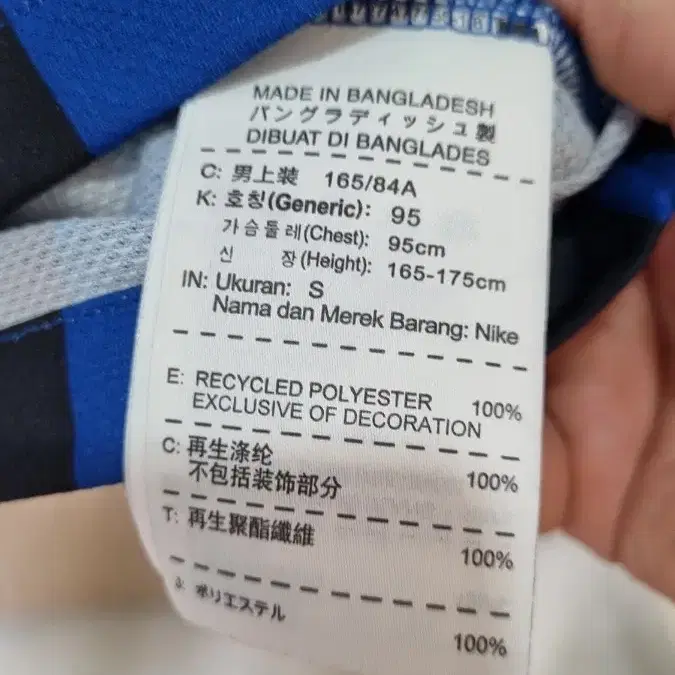 MADE IN BANGLADESH
バングラディッシュ製
DIBUAT DI BANGLADES
C: 男上装 165/84A
K: 호칭(Generic): 95
가슴둘레(Chest): 95cm
신 장(Height): 165-175cm
IN: Ukuran: S
Nama dan Merek Barang: Nike
E: RECYCLED POLYESTER 100%
EXCLUSIVE OF DECORATION
C: 再生涤纶
不包括装饰部分 100%
T: 再生聚酯纖維 100%
J: ポリエステル 100%